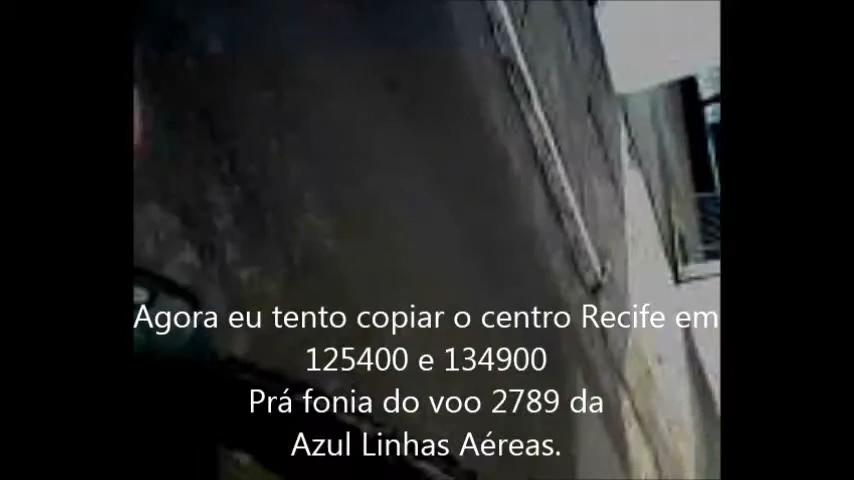 Agora eu tento copiar o centro Recife em
125400 e 134900
Prá fonia do voo 2789 da
Azul Linhas Aéreas.